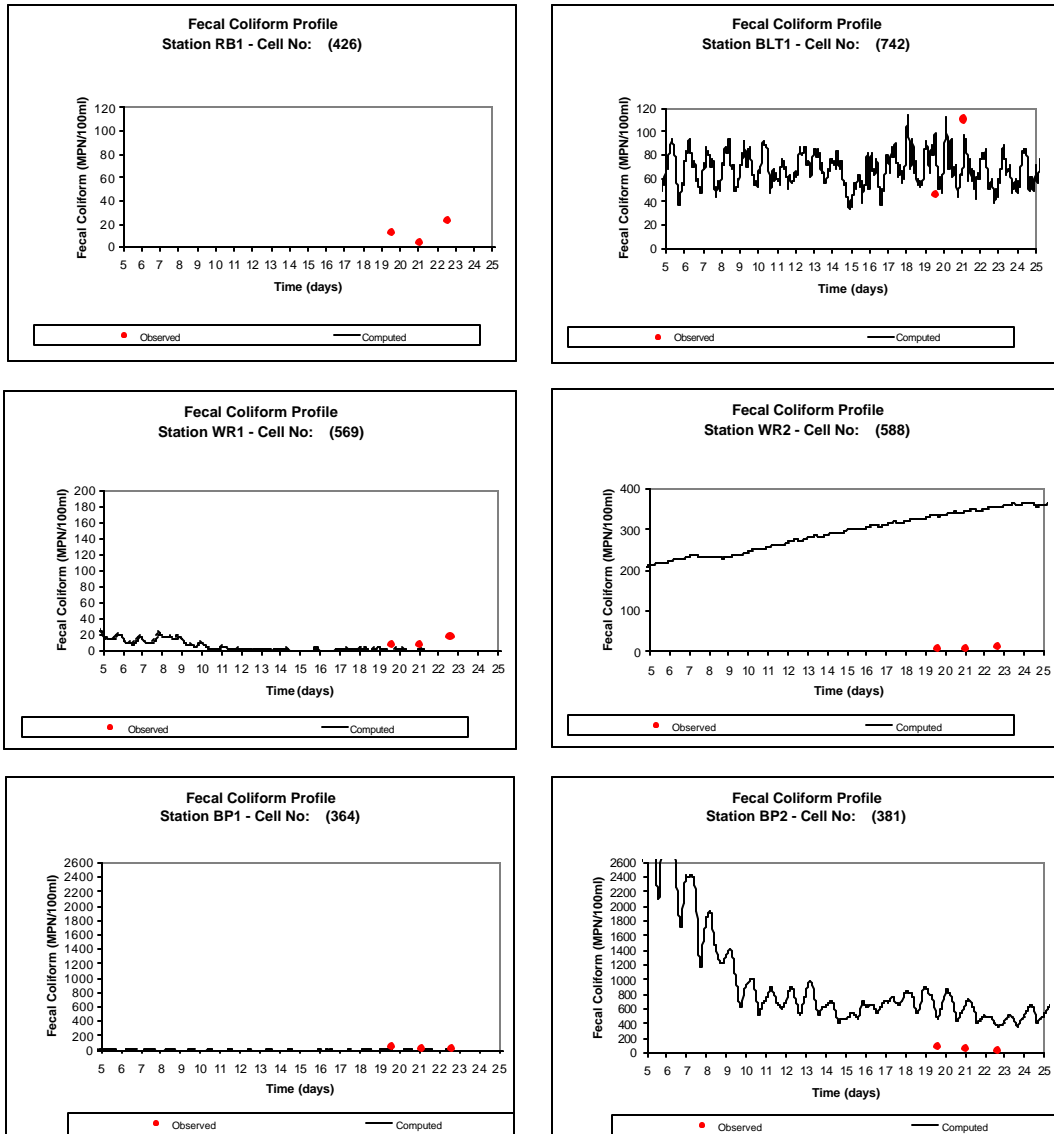 Fecal Coliform Profile
Station RB1 - Cell No: (426)
Fecal Coliform (MPN/100ml)
120
100
80
60
40
20
0
5 6 7 8 9 10 11 12 13 14 15 16 17 18 19 20 21 22 23 24 25
Time (days)
Observed Computed
Fecal Coliform Profile
Station BLT1 - Cell No: (742)
Fecal Coliform (MPN/100ml)
120
100
80
60
40
20
0
5 6 7 8 9 10 11 12 13 14 15 16 17 18 19 20 21 22 23 24 25
Time (days)
Observed Computed
Fecal Coliform Profile
Station WR1 - Cell No: (569)
Fecal Coliform (MPN/100ml)
200
180
160
140
120
100
80
60
40
20
0
5 6 7 8 9 10 11 12 13 14 15 16 17 18 19 20 21 22 23 24 25
Time (days)
Observed Computed
Fecal Coliform Profile
Station WR2 - Cell No: (588)
Fecal Coliform (MPN/100ml)
400
300
200
100
0
5 6 7 8 9 10 11 12 13 14 15 16 17 18 19 20 21 22 23 24 25
Time (days)
Observed Computed
Fecal Coliform Profile
Station BP1 - Cell No: (364)
Fecal Coliform (MPN/100ml)
2600
2400
2200
2000
1800
1600
1400
1200
1000
800
600
400
200
0
5 6 7 8 9 10 11 12 13 14 15 16 17 18 19 20 21 22 23 24 25
Time (days)
Observed Computed
Fecal Coliform Profile
Station BP2 - Cell No: (381)
Fecal Coliform (MPN/100ml)
2600
2400
2200
2000
1800
1600
1400
1200
1000
800
600
400
200
0
5 6 7 8 9 10 11 12 13 14 15 16 17 18 19 20 21 22 23 24 25
Time (days)
Observed Computed